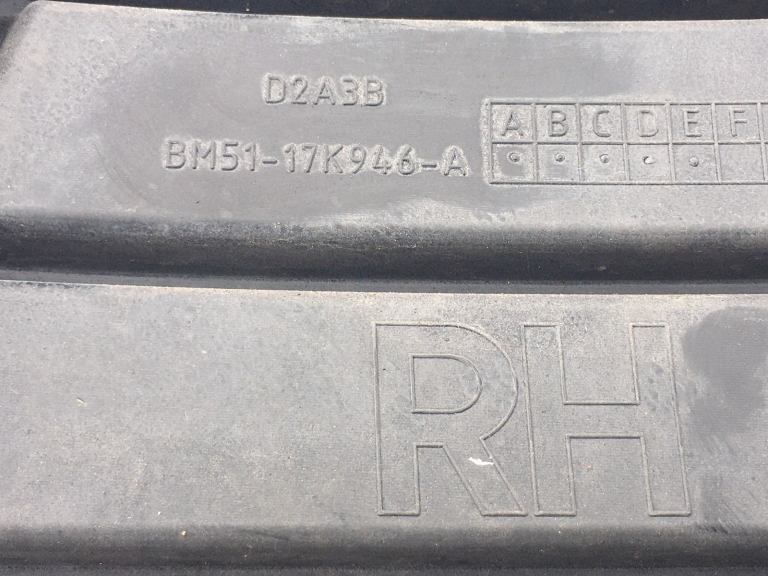 D2A3B
BM51-17K946-A
A B C D E F
RH